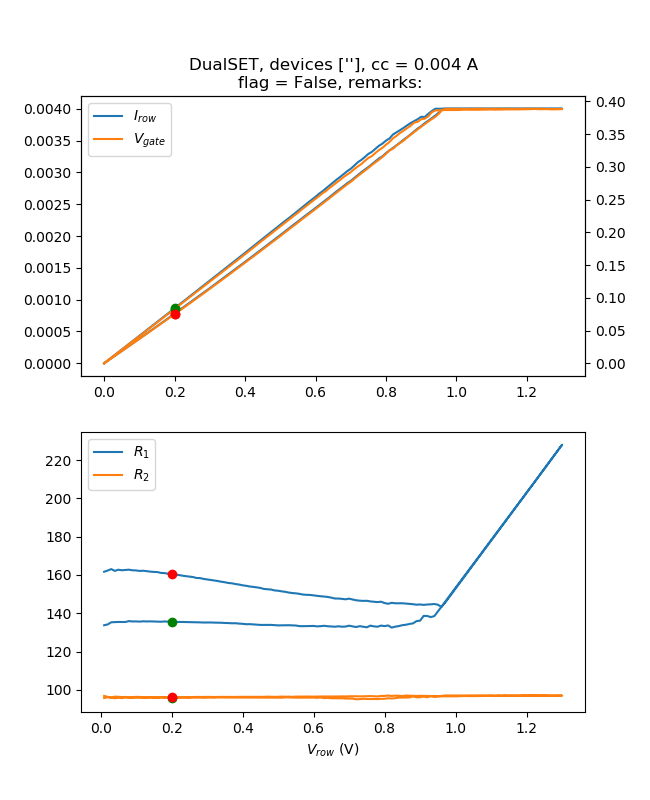 DualSET, devices [''], cc = 0.004 A
flag = False, remarks:
0.0040
0.0035
0.0030
0.0025
0.0020
0.0015
0.0010
0.0005
0.0000
I_row
V_gate
0.40
0.35
0.30
0.25
0.20
0.15
0.10
0.05
0.00
0.0 0.2 0.4 0.6 0.8 1.0 1.2
220
200
180
160
140
120
100
R_1
R_2
0.0 0.2 0.4 0.6 0.8 1.0 1.2
V_row (V)